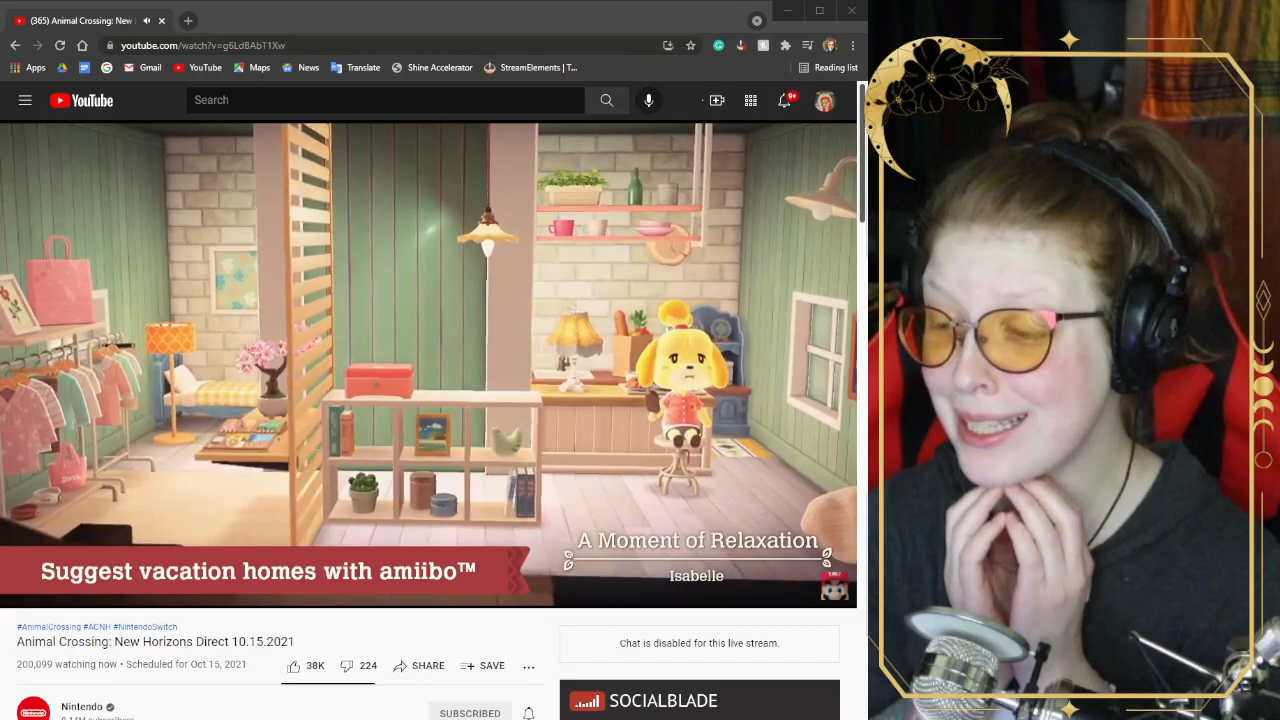 (365) Animal Crossing: New
youtube.com/watch?v=g6LdBAbT1Xw
Apps
Gmail
YouTube
Maps
News
Translate
Shine Accelerator
StreamElements | T...
Reading list
YouTube
Search
9+
Suggest vacation homes with amiibo™
A Moment of Relaxation
Isabelle
#AnimalCrossing #ACNH #NintendoSwitch
Animal Crossing: New Horizons Direct 10.15.2021
200,099 watching now • Scheduled for Oct 15, 2021
38K
224
SHARE
SAVE
Chat is disabled for this live stream.
Nintendo
SUBSCRIBED
SOCIALBLADE